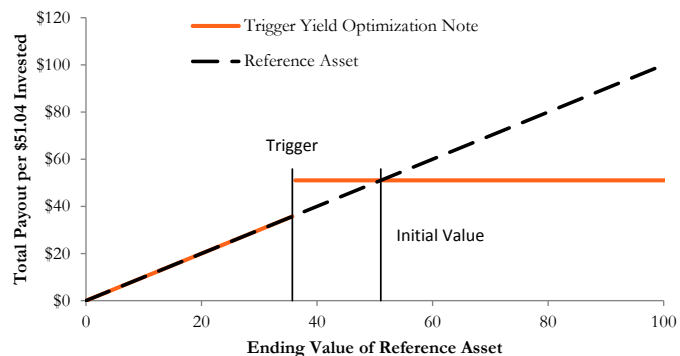 $120
$100
$80
$60
$40
$20
$0
Total Payout per $51.04 Invested
Trigger Yield Optimization Note
Reference Asset
Trigger
Initial Value
0
20
40
60
80
100
Ending Value of Reference Asset